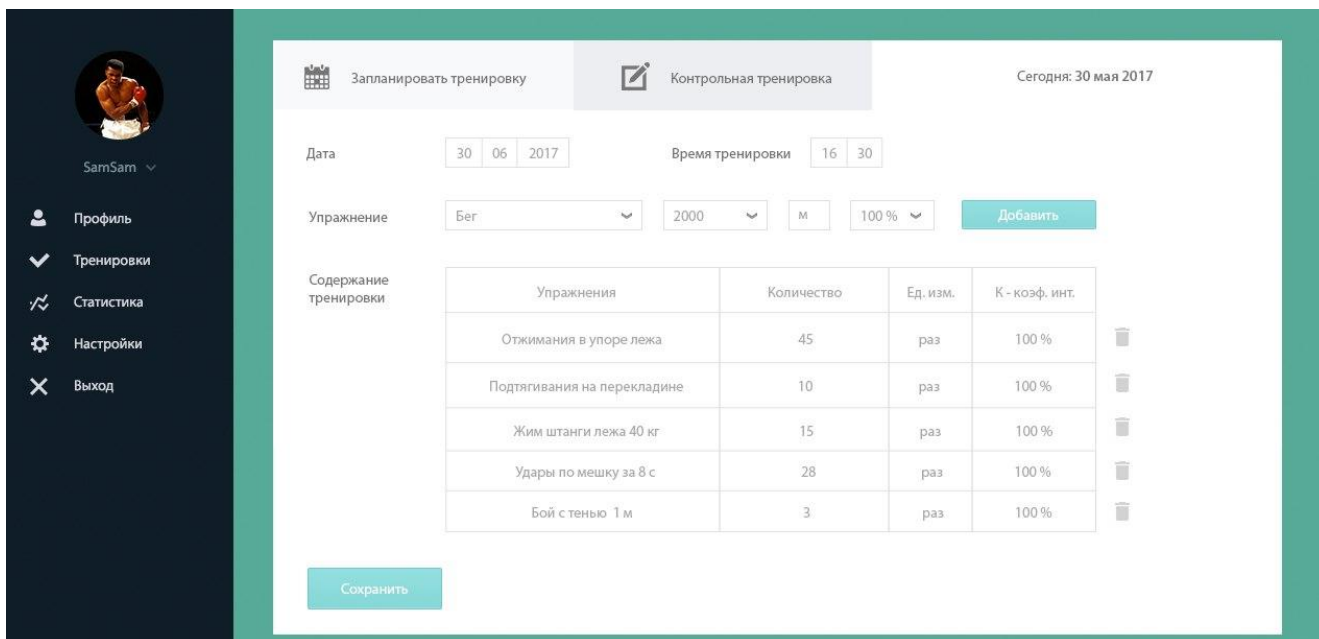 SamSam
Профиль
Тренировки
Статистика
Настройки
Выход
Запланировать тренировку
Контрольная тренировка
Сегодня: 30 мая 2017
Дата 30 06 2017 Время тренировки 16 30
Упражнение Бег 2000 м 100 % Добавить
Содержание
тренировки
Упражнения Количество Ед. изм. К - коэф. инт.
Отжимания в упоре лежа 45 раз 100 %
Подтягивания на перекладине 10 раз 100 %
Жим штанги лежа 40 кг 15 раз 100 %
Удары по мешку за 8 с 28 раз 100 %
Бой с тенью 1 м 3 раз 100 %
Сохранить